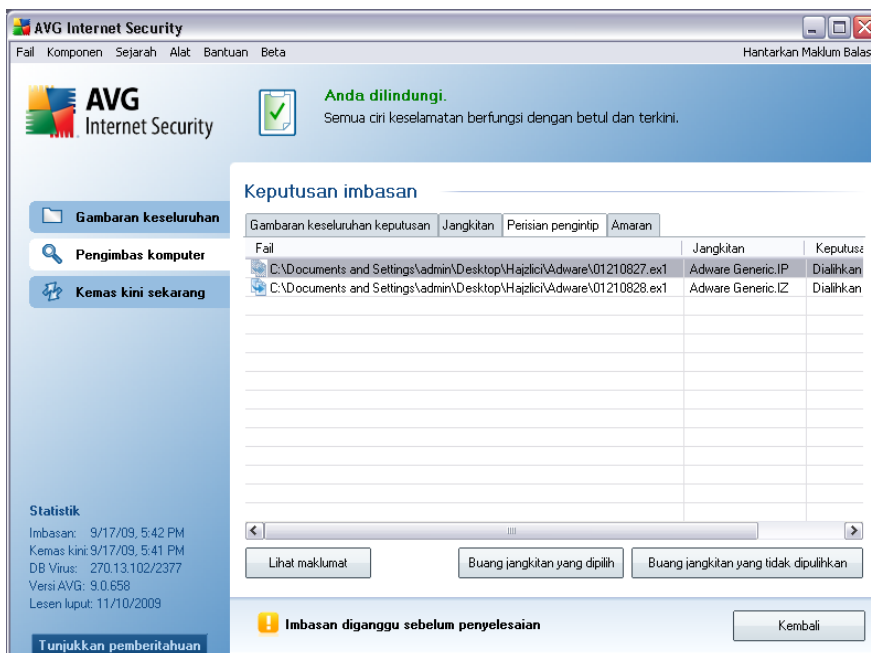 AVG Internet Security
Fail Komponen Sejarah Alat Bantuan Beta Hantarkan Maklum Balas
AVG
Internet Security
Anda dilindungi.
Semua ciri keselamatan berfungsi dengan betul dan terkini.
Gambaran keseluruhan
Pengimbas komputer
Kemas kini sekarang
Keputusan imbasan
Gambaran keseluruhan keputusan Jangkitan Perisian pengintip Amaran
Fail Jangkitan Keputusa
C:\Documents and Settings\admin\Desktop\Hajzlici\Adware\01210827.ex1 Adware Generic.IP Dialihkan
C:\Documents and Settings\admin\Desktop\Hajzlici\Adware\01210828.ex1 Adware Generic.IZ Dialihkan
Lihat maklumat Buang jangkitan yang dipilih Buang jangkitan yang tidak dipulihkan
Statistik
Imbasan: 9/17/09, 5:42 PM
Kemas kini: 9/17/09, 5:41 PM
DB Virus: 270.13.102/2377
Versi AVG: 9.0.658
Lesen luput: 11/10/2009
Tunjukkan pemberitahuan
Imbasan diganggu sebelum penyelesaian Kembali